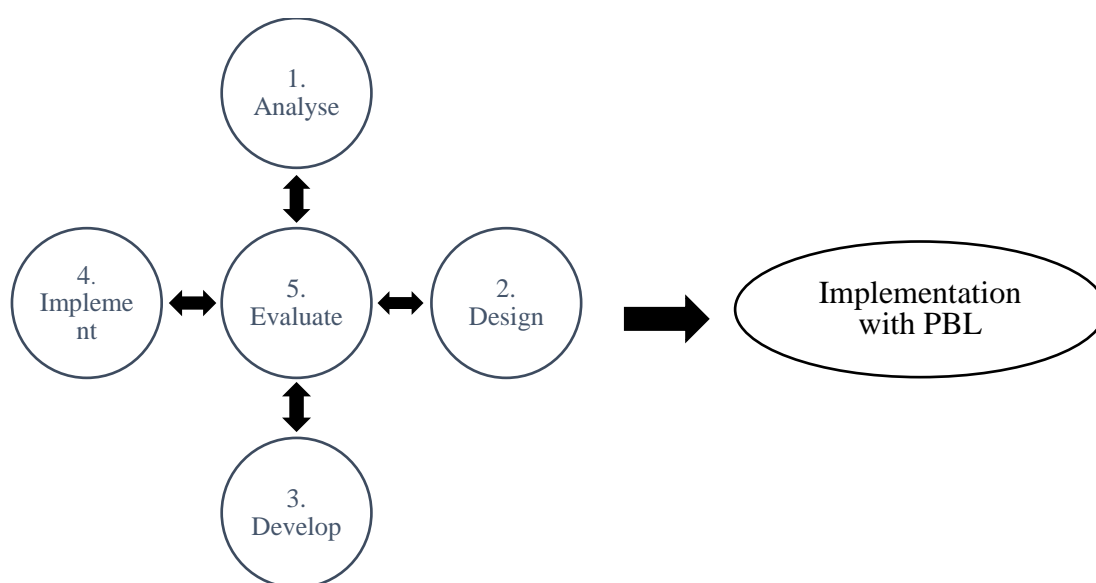 1.
Analyse
4.
Impleme
nt
5.
Evaluate
2.
Design
Implementation
with PBL
3.
Develop